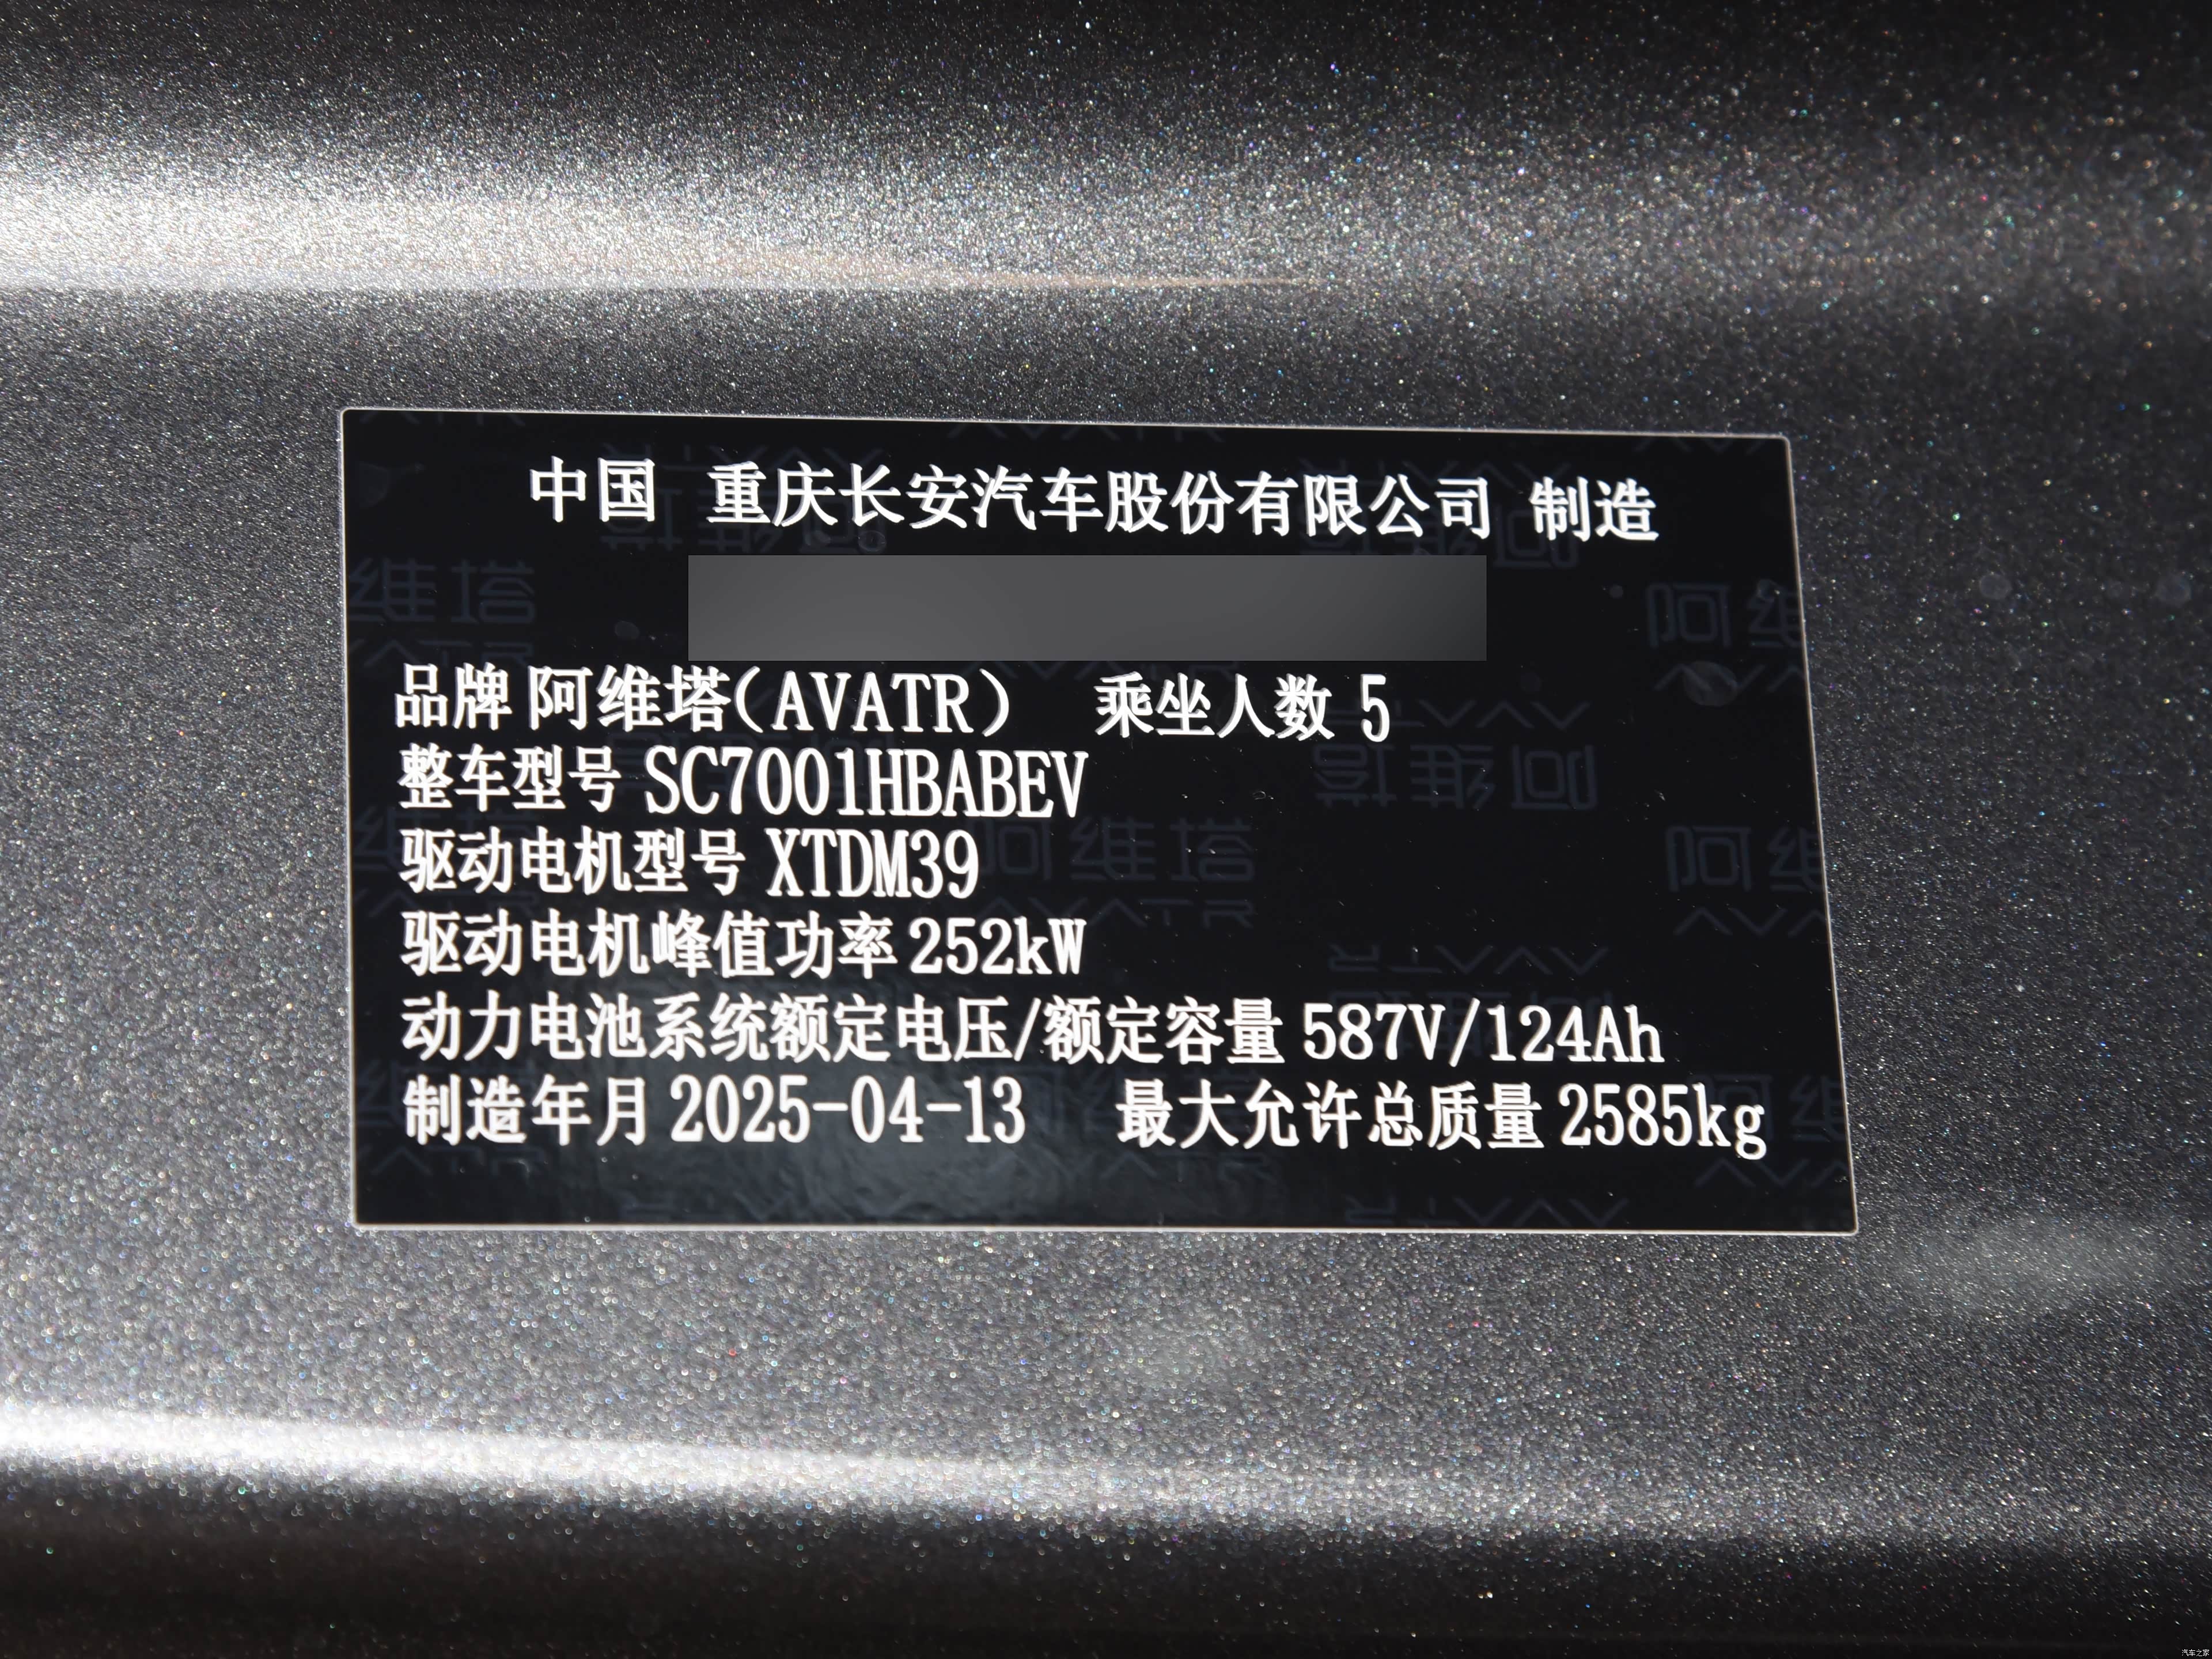 中国 重庆长安汽车股份有限公司 制造
品牌 阿维塔(AVATR) 乘坐人数 5
整车型号 SC7001HBABEV
驱动电机型号 XTDM39
驱动电机峰值功率 252kW
动力电池系统额定电压/额定容量 587V/124Ah
制造年月 2025-04-13 最大允许总质量 2585kg
汽车之家